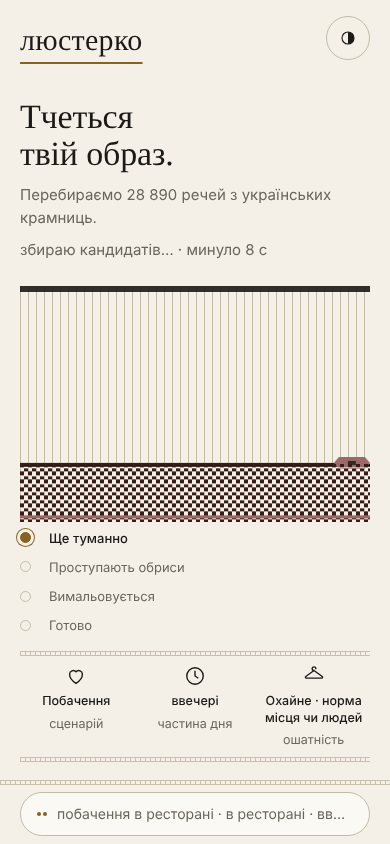 люстерко
Тчеться
твій образ.
Перебираємо 28 890 речей з українських
крамниць.
збираю кандидатів... · минуло 8 с
Ще туманно
Проступають обриси
Вимальовується
Готово
Побачення
сценарій
ввечері
частина дня
Охайне · норма
місця чи людей
ошатність
побачення в ресторані · в ресторані · вв...